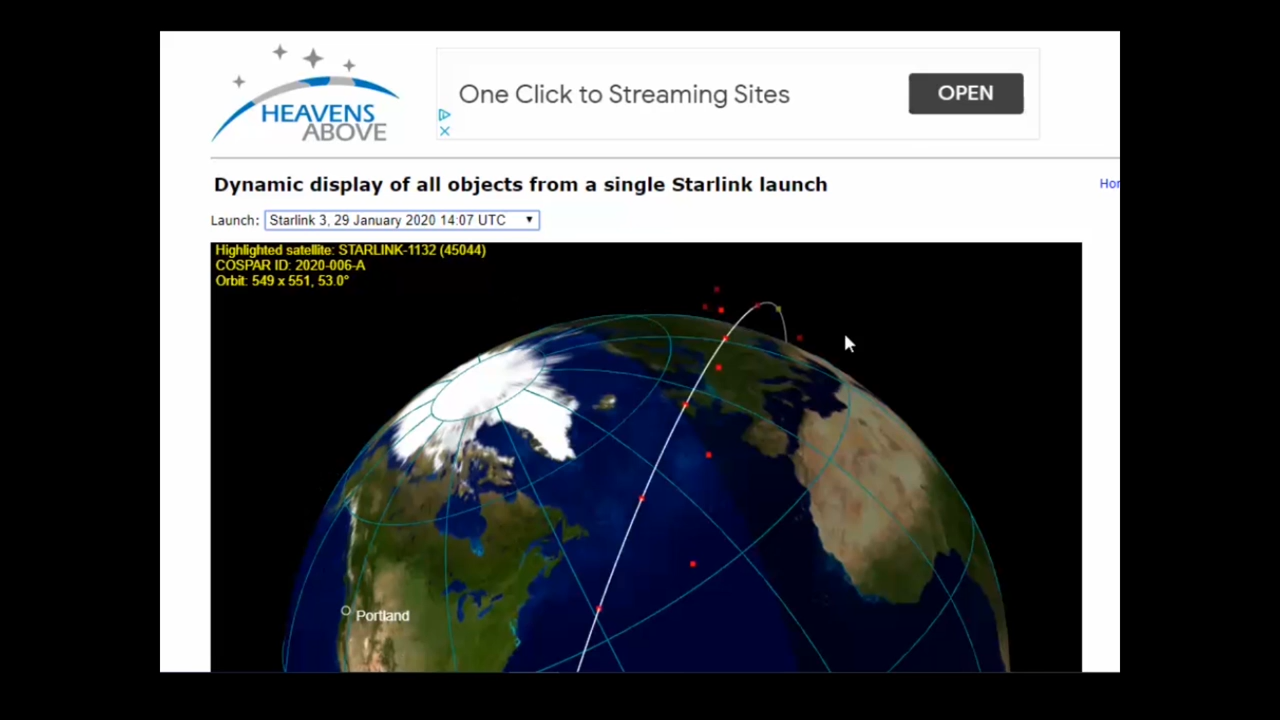 HEAVENS
ABOVE
One Click to Streaming Sites
OPEN
Dynamic display of all objects from a single Starlink launch
Hor
Launch: Starlink 3, 29 January 2020 14:07 UTC
Highlighted satellite: STARLINK-1132 (45044)
COSPAR ID: 2020-006-A
Orbit: 549 x 551, 53.0°
Portland